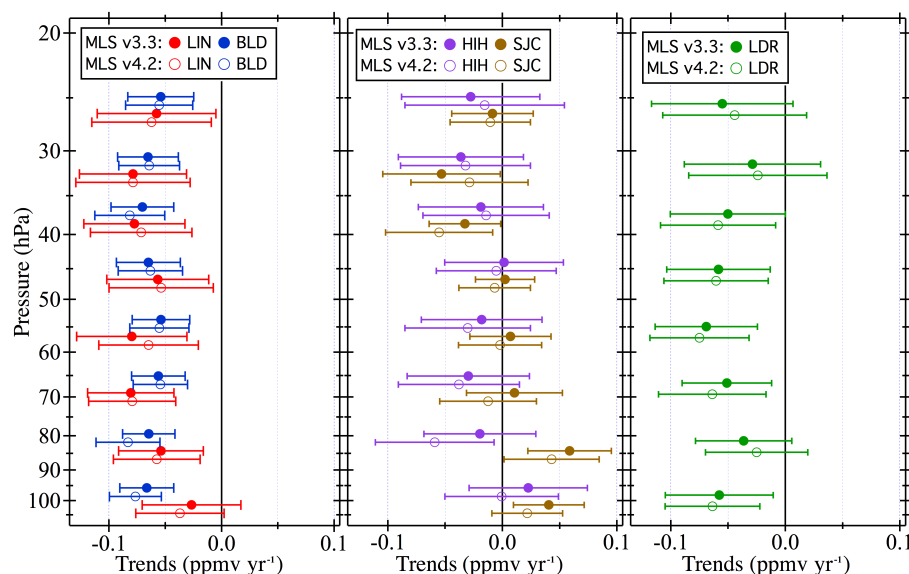 MLS v3.3: LIN BLD
MLS v4.2: LIN BLD
MLS v3.3: HIH SJC
MLS v4.2: HIH SJC
MLS v3.3: LDR
MLS v4.2: LDR
Pressure (hPa)
20
30
40
50
60
70
80
90
100
-0.1 0.0 0.1
-0.1 0.0 0.1
-0.1 0.0 0.1
Trends (ppmv yr⁻¹)
Trends (ppmv yr⁻¹)
Trends (ppmv yr⁻¹)